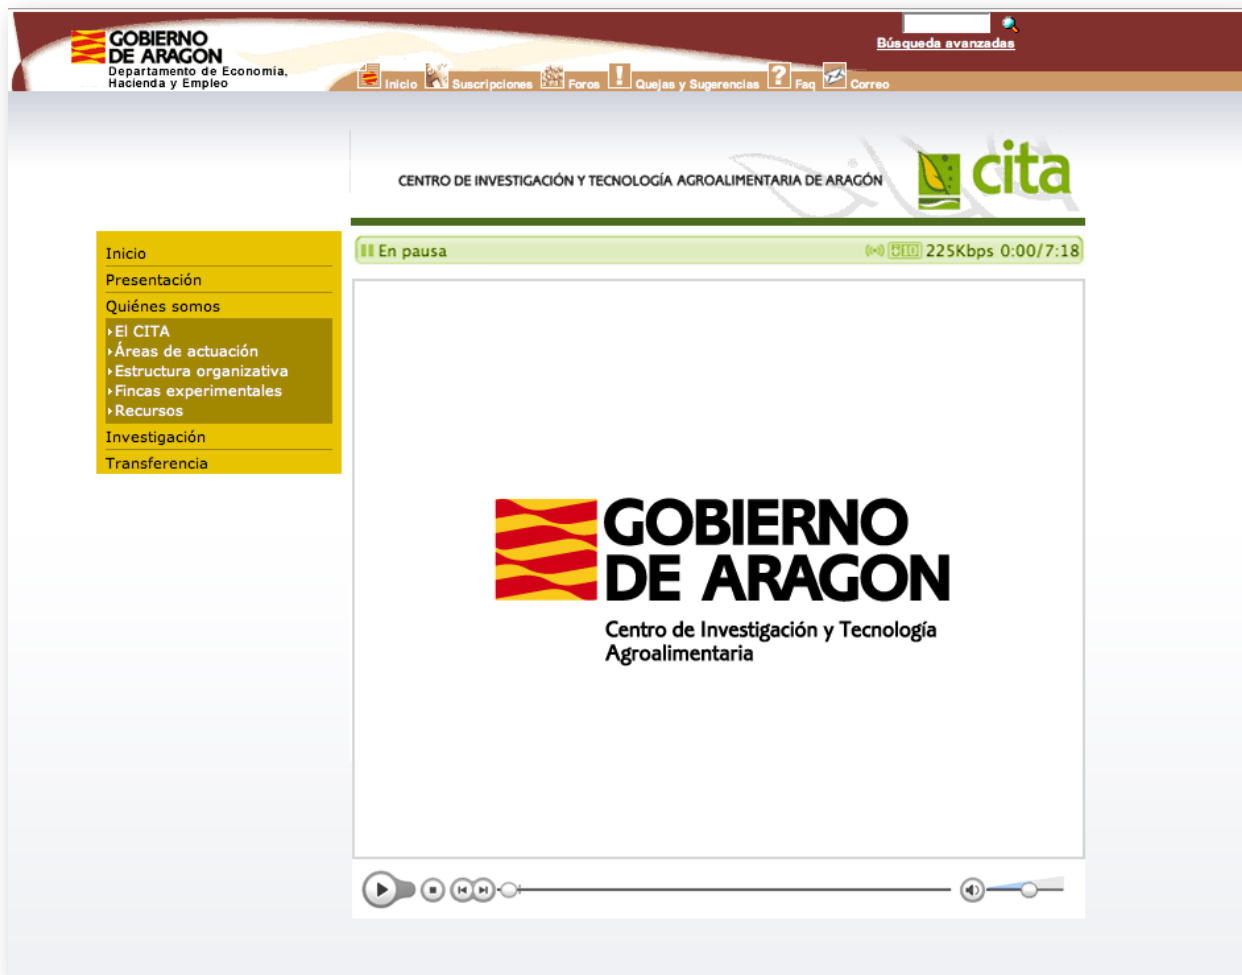 GOBIERNO
DE ARAGON
Departamento de Economía,
Hacienda y Empleo
Búsqueda avanzadas
Inicio Suscripciones Foros Quejas y Sugerencias Faq Correo
CENTRO DE INVESTIGACIÓN Y TECNOLOGÍA AGROALIMENTARIA DE ARAGÓN
cita
Inicio
Presentación
Quiénes somos
El CITA
Áreas de actuación
Estructura organizativa
Fincas experimentales
Recursos
Investigación
Transferencia
En pausa 225Kbps 0:00/7:18
GOBIERNO
DE ARAGON
Centro de Investigación y Tecnología
Agroalimentaria